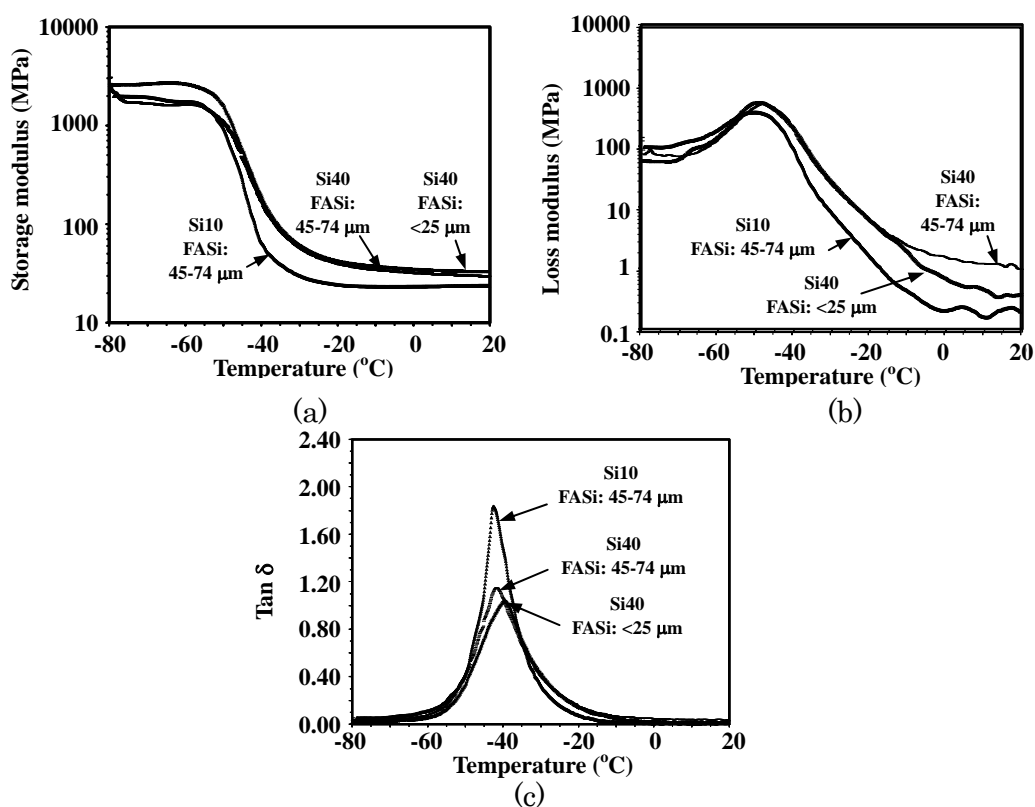 10000
1000
100
10
Storage modulus (MPa)
Si10
FASi:
45-74 μm
Si40
FASi:
45-74 μm
Si40
FASi:
<25 μm
-80 -60 -40 -20 0 20
Temperature (°C)
(a)
10000
1000
100
10
1
0.1
Loss modulus (MPa)
Si40
FASi:
45-74 μm
Si10
FASi: 45-74 μm
Si40
FASi: <25 μm
-80 -60 -40 -20 0 20
Temperature (°C)
(b)
2.40
2.00
1.60
1.20
0.80
0.40
0.00
Tan δ
Si10
FASi: 45-74 μm
Si40
FASi: 45-74 μm
Si40
FASi: <25 μm
-80 -60 -40 -20 0 20
Temperature (°C)
(c)